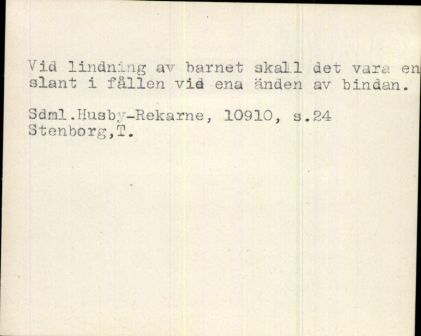 Vid lindning av barnet skall det vara en
slant i fållen vid ena änden av bindan.
Sdml.Husby-Rekarne, 10910, s.24
Stenborg,T.